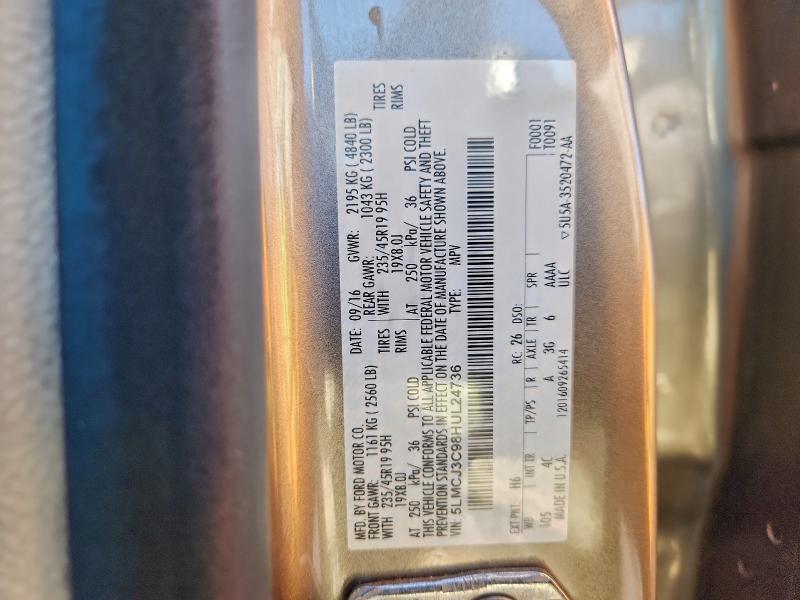 MFD. BY FORD MOTOR CO. DATE: 09/16 GVWR: 2195 KG ( 4840 LB)
FRONT GAWR: 1161 KG ( 2560 LB) REAR GAWR: 1043 KG ( 2300 LB)
WITH 235/45R19 95H TIRES WITH 235/45R19 95H TIRES
19X8.0J RIMS 19X8.0J RIMS
AT 250 kPa/ 36 PSI COLD AT 250 kPa/ 36 PSI COLD
THIS VEHICLE CONFORMS TO ALL APPLICABLE FEDERAL MOTOR VEHICLE SAFETY AND THEFT
PREVENTION STANDARDS IN EFFECT ON THE DATE OF MANUFACTURE SHOWN ABOVE.
VIN: 5LMCJ3C98HUL24736 TYPE: MPV
EXT PNT: H6 RC: 26 DSO: F0001
WB INT TR TP/PS R AXLE TR SPR T0091
105 4C A 3G 6 AAAA
MADE IN U.S.A. 1201609265414 ULC ▽5U5A-3520472-AA